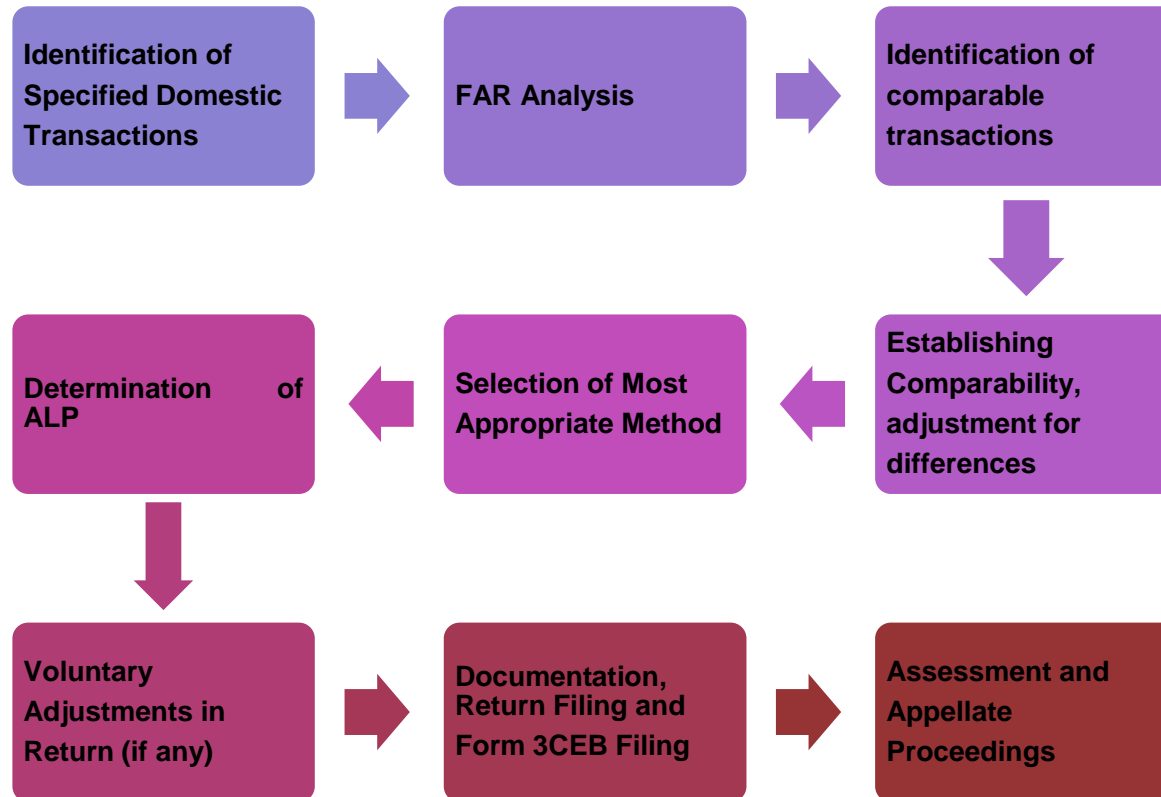 Identification of
Specified Domestic
Transactions
FAR Analysis
Identification of
comparable
transactions
Establishing
Comparability,
adjustment for
differences
Selection of Most
Appropriate Method
Determination of
ALP
Voluntary
Adjustments in
Return (if any)
Documentation,
Return Filing and
Form 3CEB Filing
Assessment and
Appellate
Proceedings